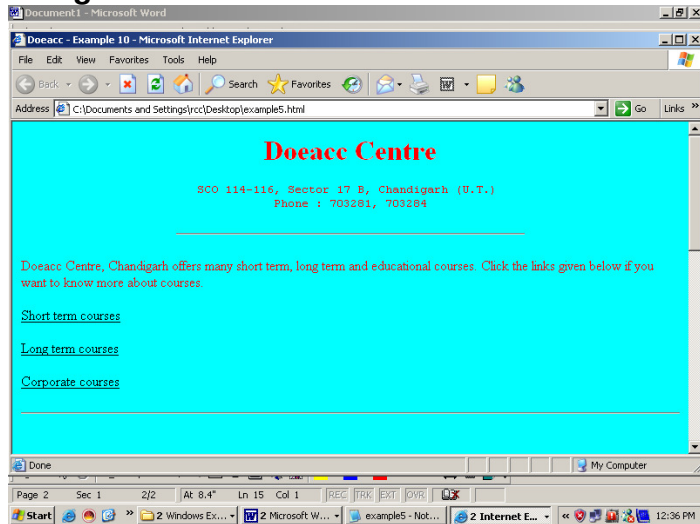 Document1 - Microsoft Word
Doeacc - Example 10 - Microsoft Internet Explorer
File Edit View Favorites Tools Help
Back Search Favorites
Address C:\Documents and Settings\rcc\Desktop\example5.html Go Links »
Doeacc Centre
SCO 114-116, Sector 17 B, Chandigarh (U.T.)
Phone : 703281, 703284
Doeacc Centre, Chandigarh offers many short term, long term and educational courses. Click the links given below if you
want to know more about courses.
Short term courses
Long term courses
Corporate courses
Done My Computer
Page 2 Sec 1 2/2 At 8.4" Ln 15 Col 1 REC TRK EXT OVR
Start » 2 Windows Ex... 2 Microsoft W... example5 - Not... 2 Internet E... « 12:36 PM